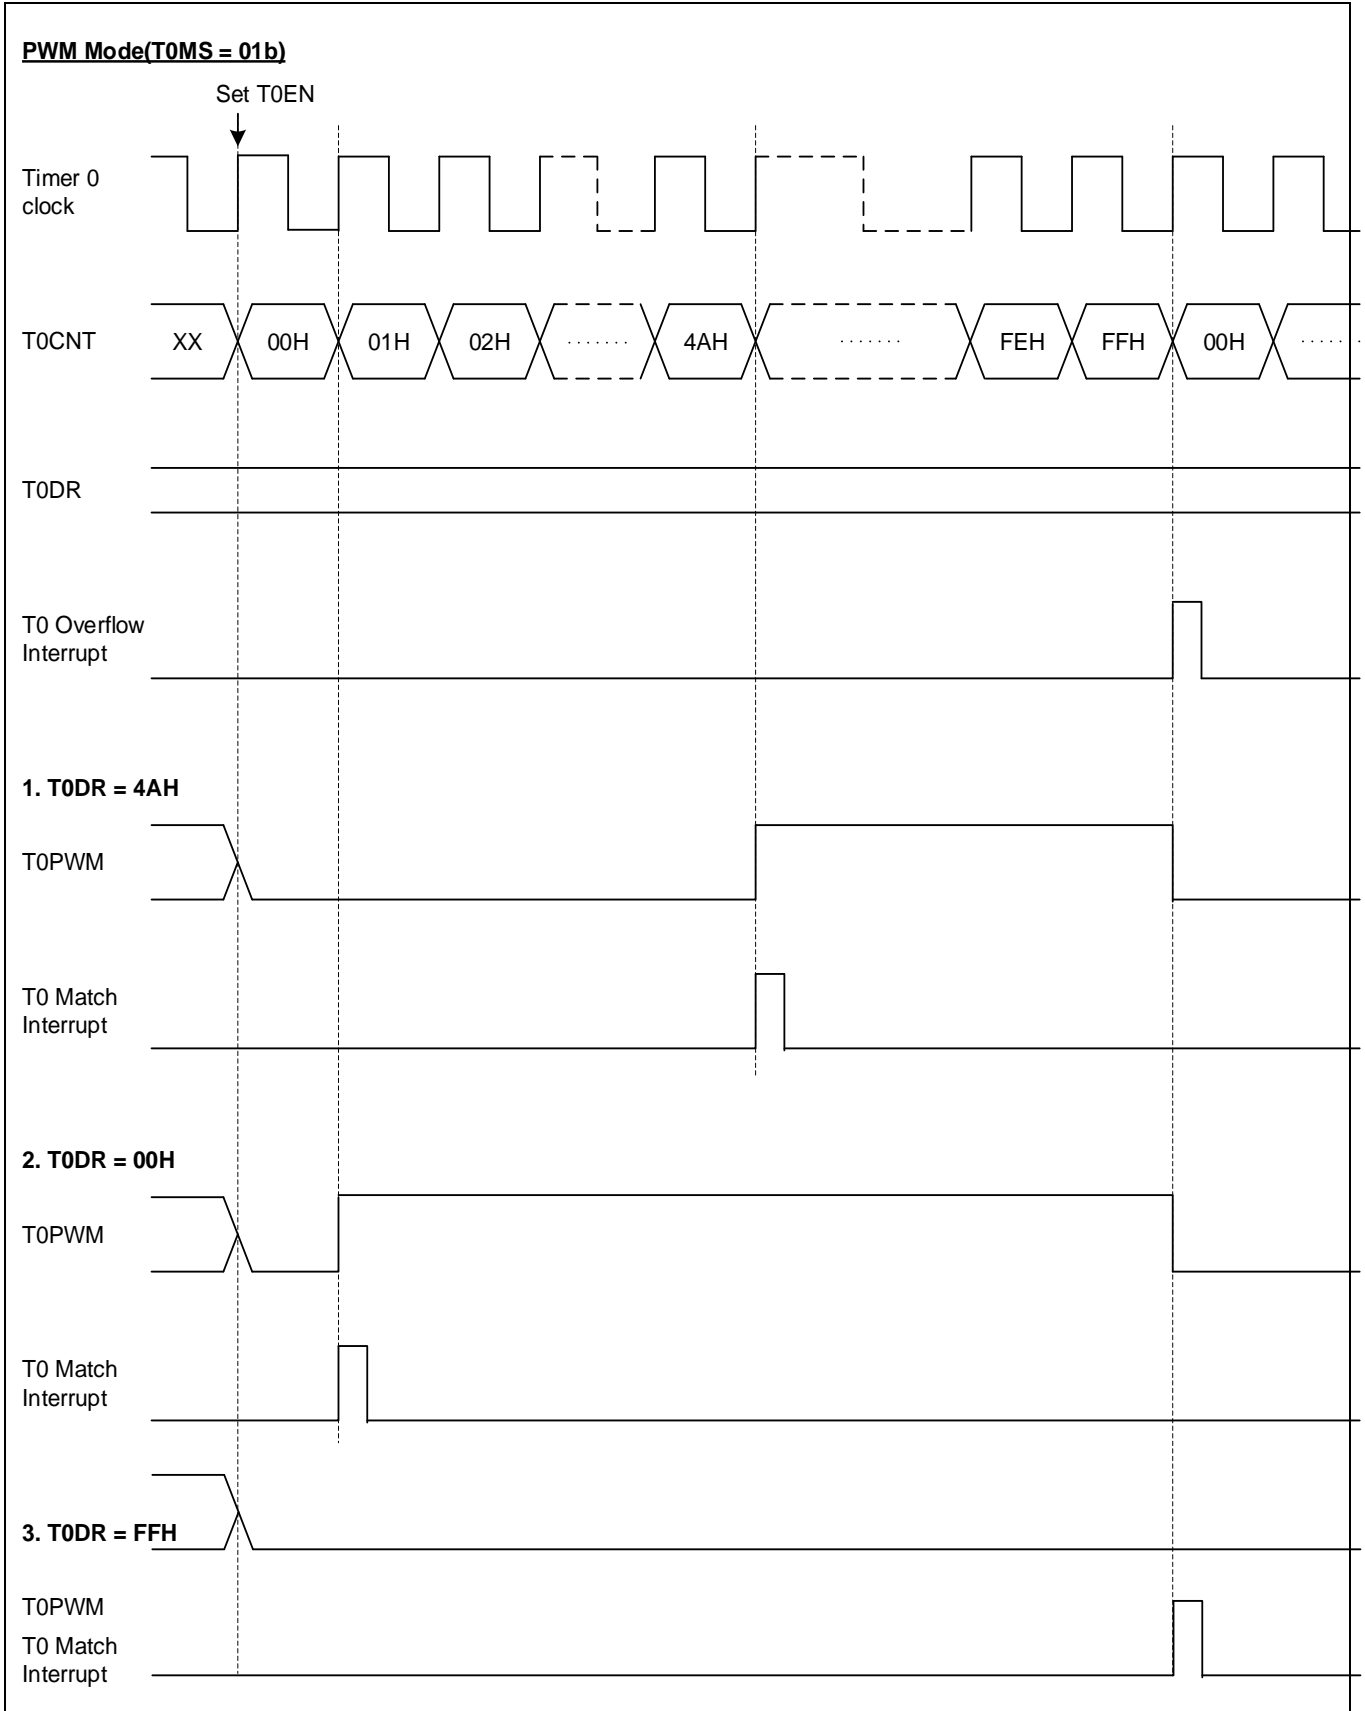 PWM Mode(T0MS = 01b)
Set T0EN
Timer 0
clock
T0CNT
XX 00H 01H 02H ....... 4AH ....... FEH FFH 00H ......
T0DR
T0 Overflow
Interrupt
1. T0DR = 4AH
T0PWM
T0 Match
Interrupt
2. T0DR = 00H
T0PWM
T0 Match
Interrupt
3. T0DR = FFH
T0PWM
T0 Match
Interrupt